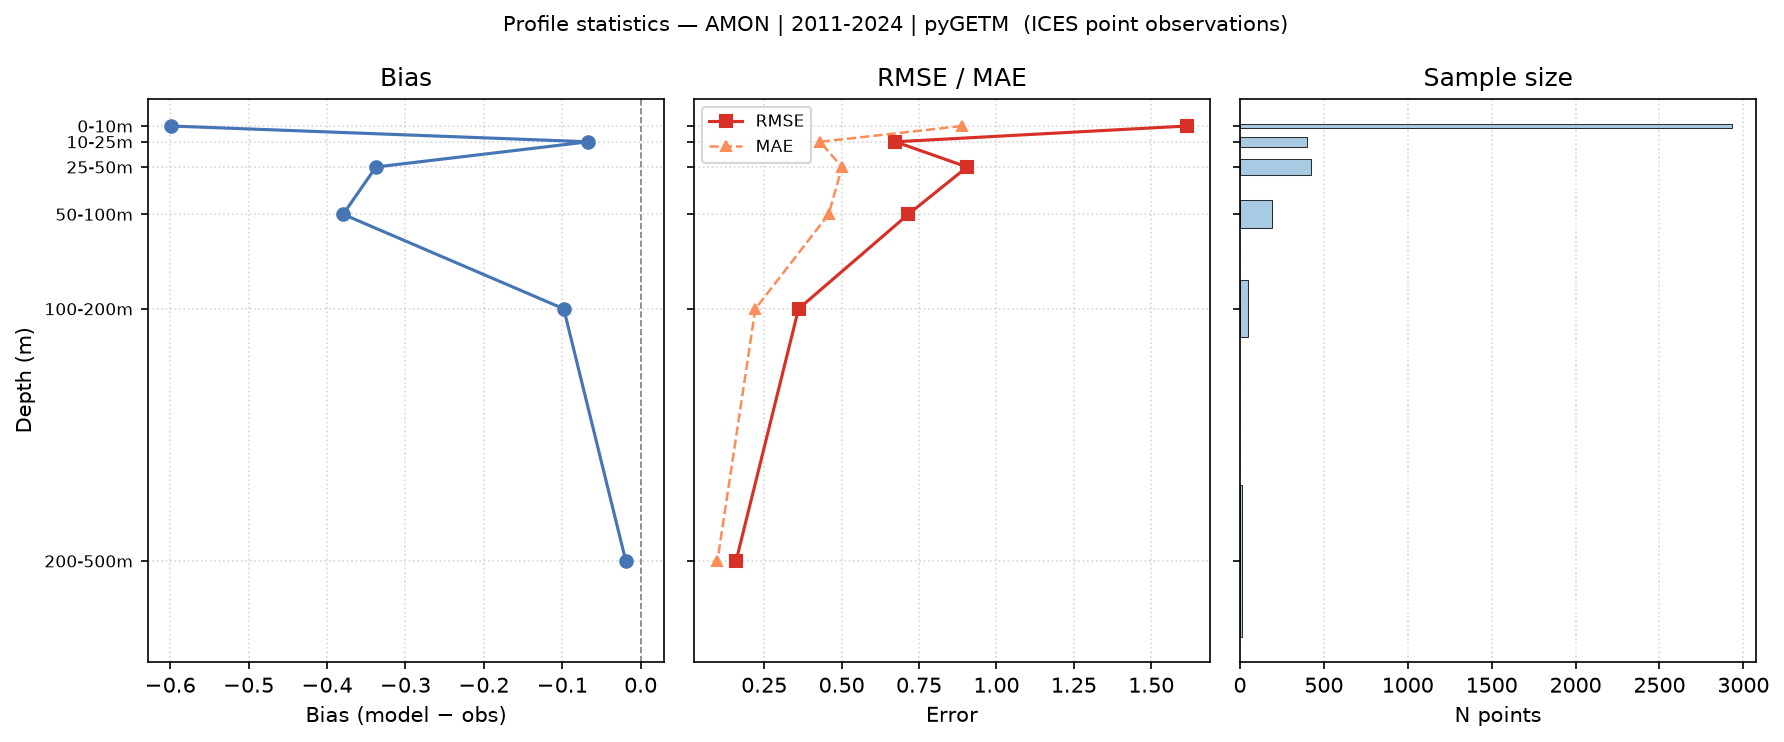 Profile statistics — AMON | 2011-2024 | pyGETM  (ICES point observations)
Bias
RMSE / MAE
Sample size
Depth (m)
0-10m
10-25m
25-50m
50-100m
100-200m
200-500m
RMSE
MAE
−0.6 −0.5 −0.4 −0.3 −0.2 −0.1 0.0
Bias (model − obs)
0.25 0.50 0.75 1.00 1.25 1.50
Error
0 500 1000 1500 2000 2500 3000
N points